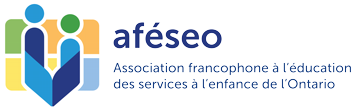 aféseo
Association francophone à l'éducation
des services à l'enfance de l'Ontario